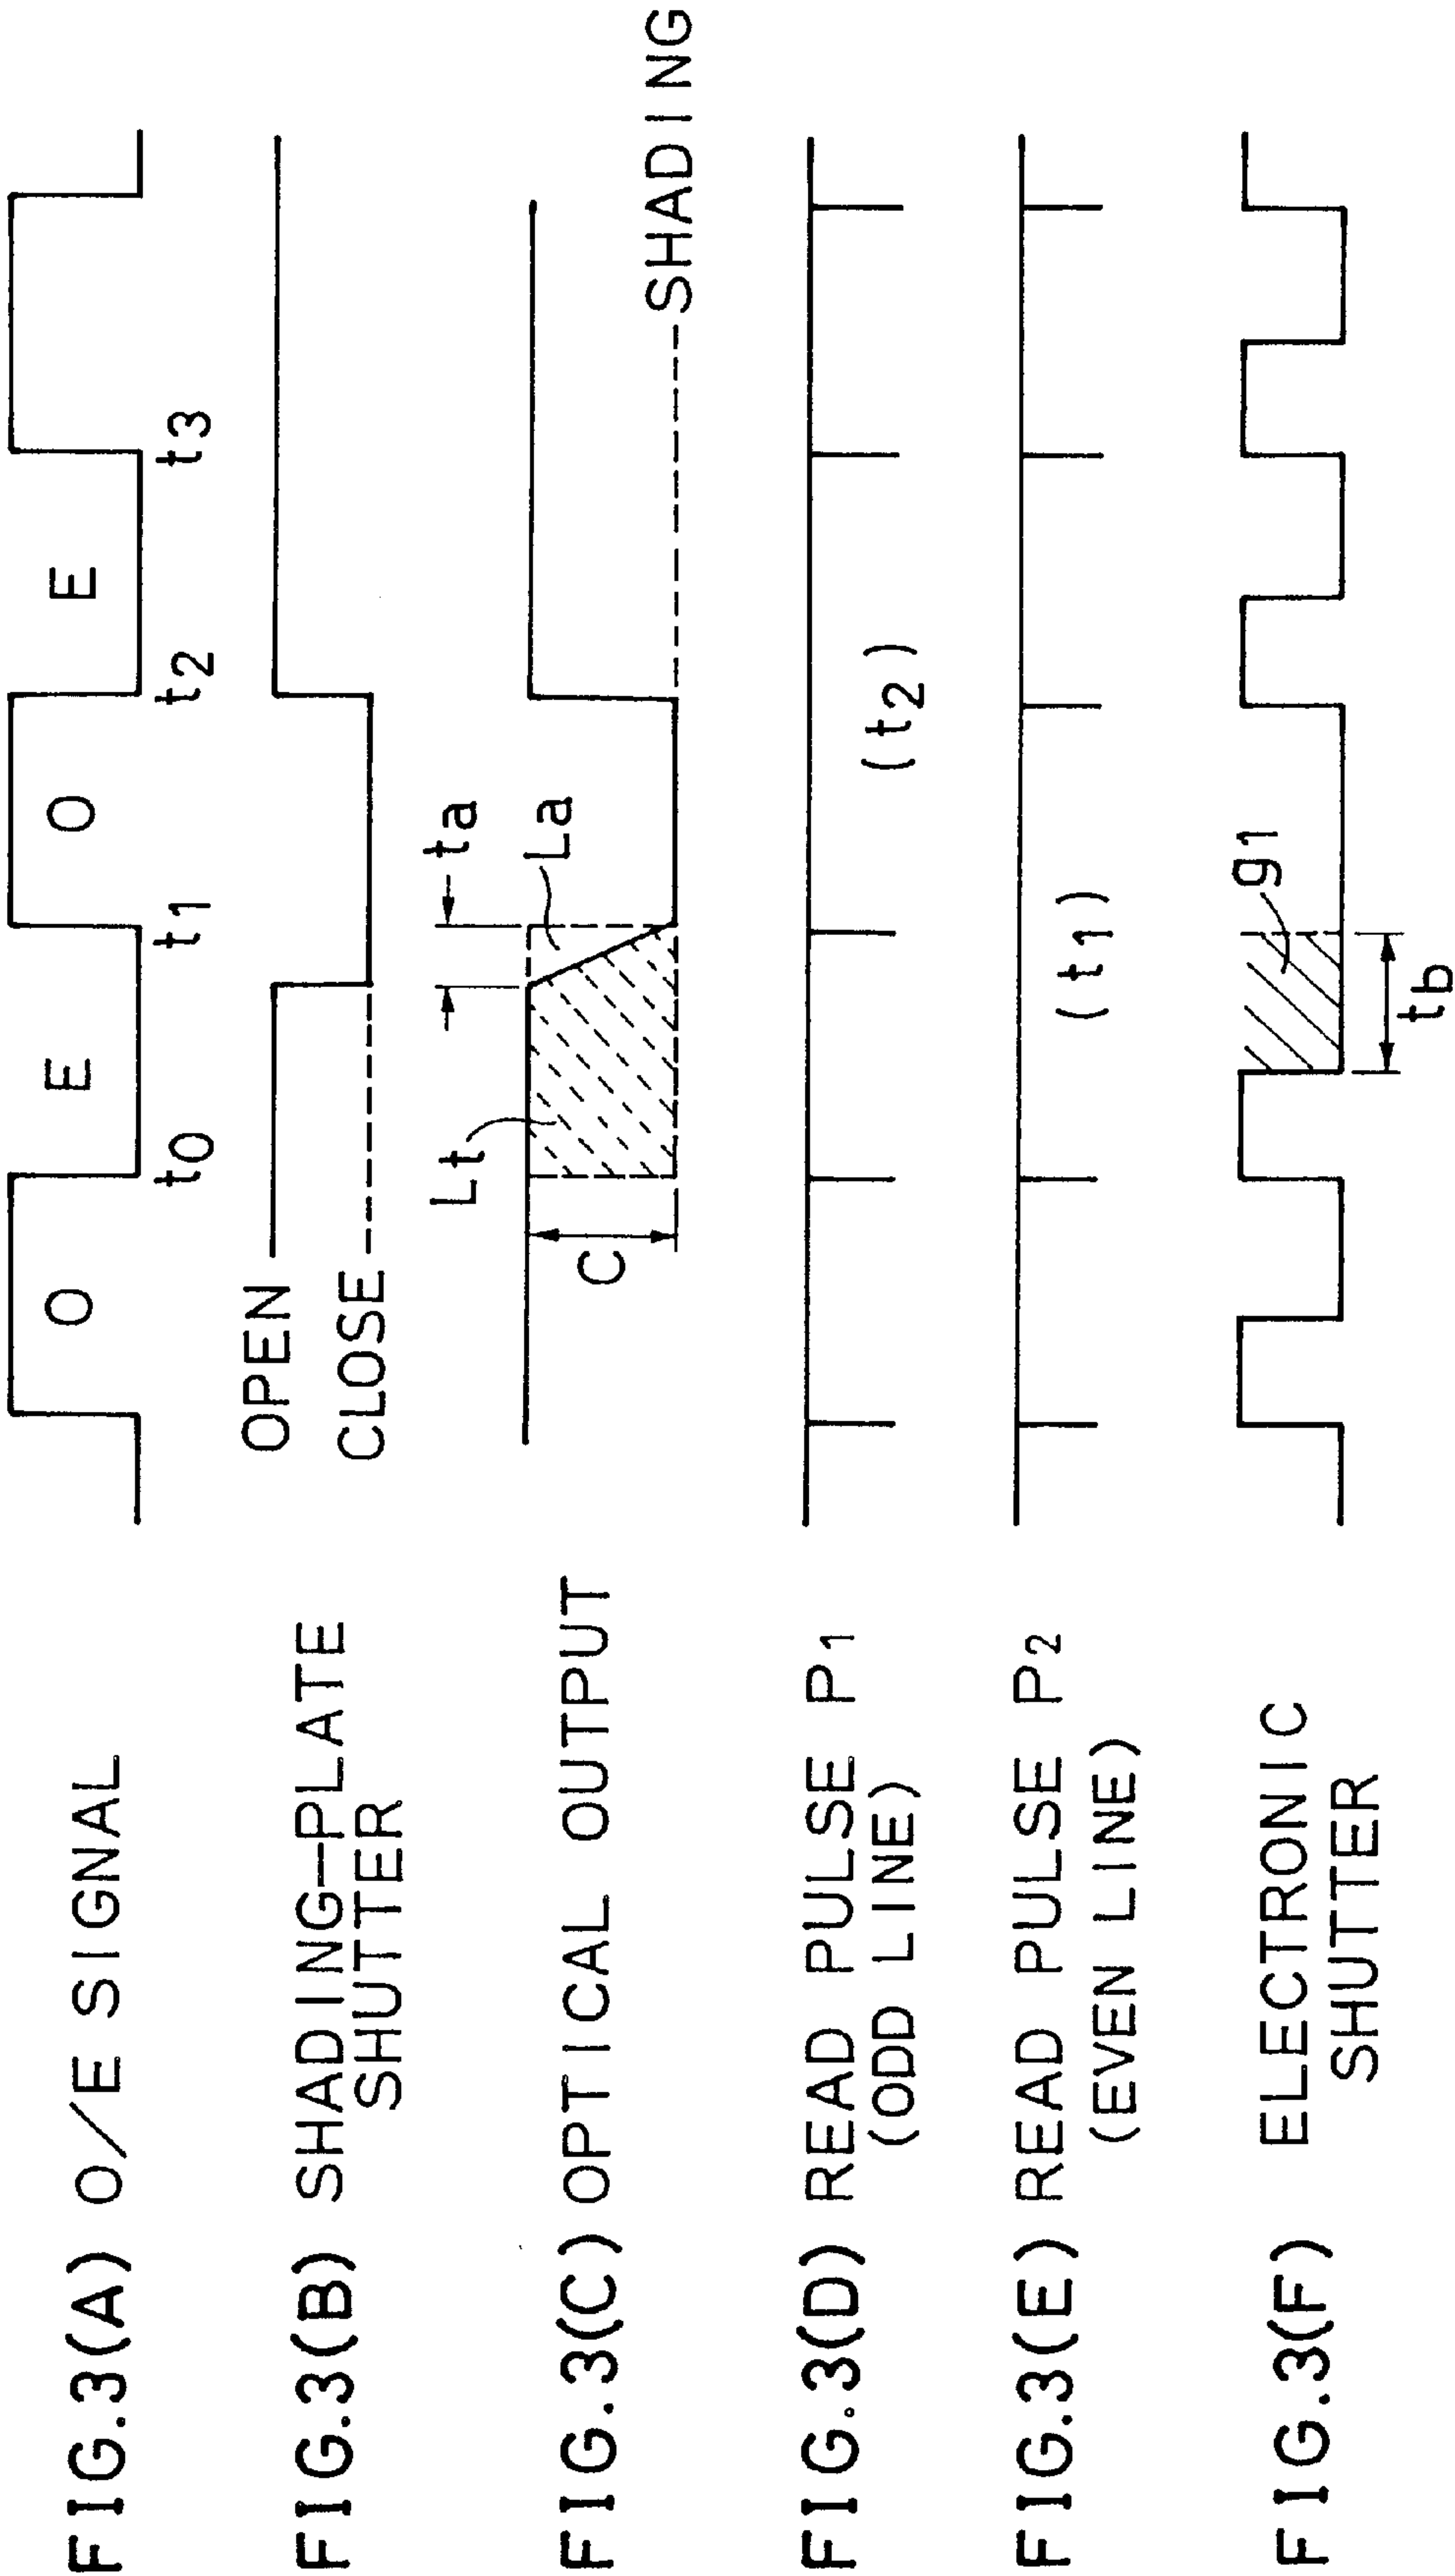 FIG.3(A) O/E SIGNAL
O E O E
t0 t1 t2 t3
FIG.3(B) SHADING-PLATE
SHUTTER
OPEN
CLOSE
FIG.3(C) OPTICAL OUTPUT
Lt
ta
La
C
SHADING
FIG.3(D) READ PULSE P1
(ODD LINE)
(t2)
FIG.3(E) READ PULSE P2
(EVEN LINE)
(t1)
FIG.3(F) ELECTRONIC
SHUTTER
g1
tb